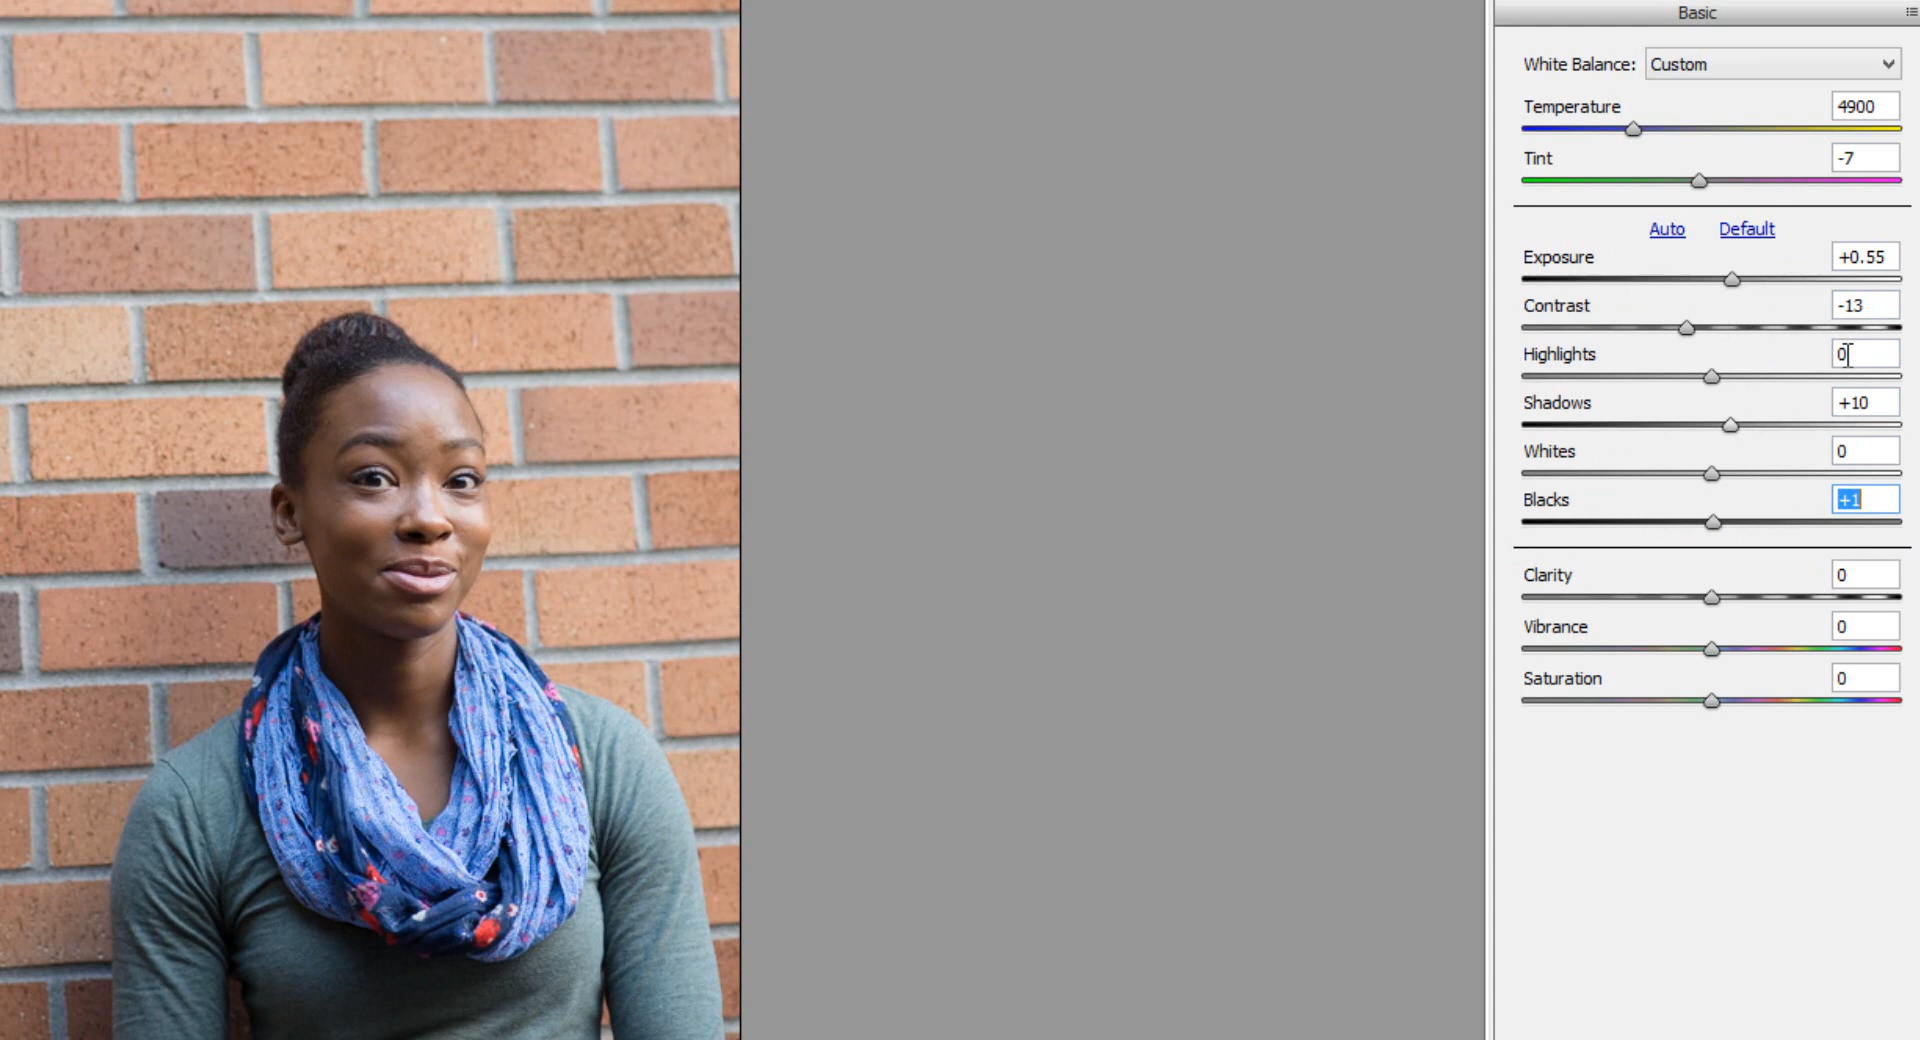 Basic
White Balance: Custom
Temperature 4900
Tint -7
Auto Default
Exposure +0.55
Contrast -13
Highlights 0
Shadows +10
Whites 0
Blacks +1
Clarity 0
Vibrance 0
Saturation 0